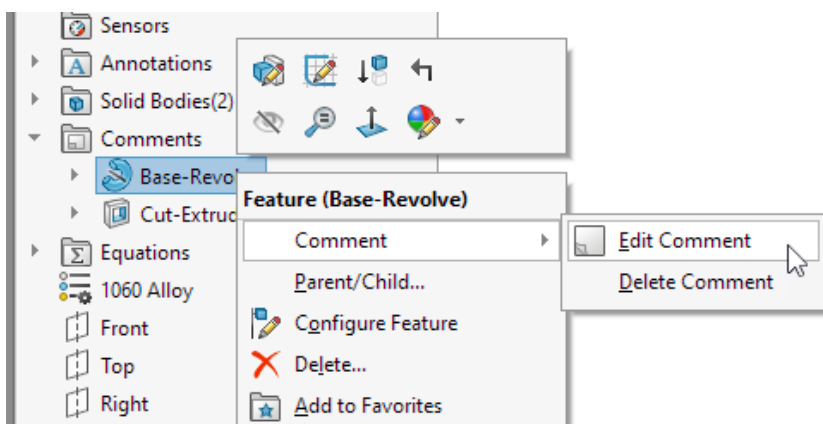 Sensors
Annotations
Solid Bodies(2)
Comments
Base-Revol
Cut-Extrud
Equations
1060 Alloy
Front
Top
Right
Feature (Base-Revolve)
Comment
Parent/Child...
Configure Feature
Delete...
Add to Favorites
Edit Comment
Delete Comment